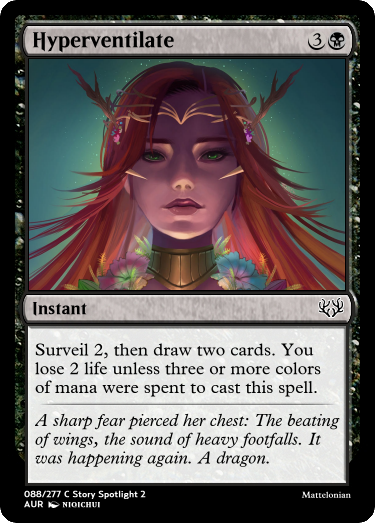 Hyperventilate 3
Instant
Surveil 2, then draw two cards. You
lose 2 life unless three or more colors
of mana were spent to cast this spell.
A sharp fear pierced her chest: The beating
of wings, the sound of heavy footfalls. It
was happening again. A dragon.
088/277 C Story Spotlight 2
AUR NIOICHUI
Mattelonian